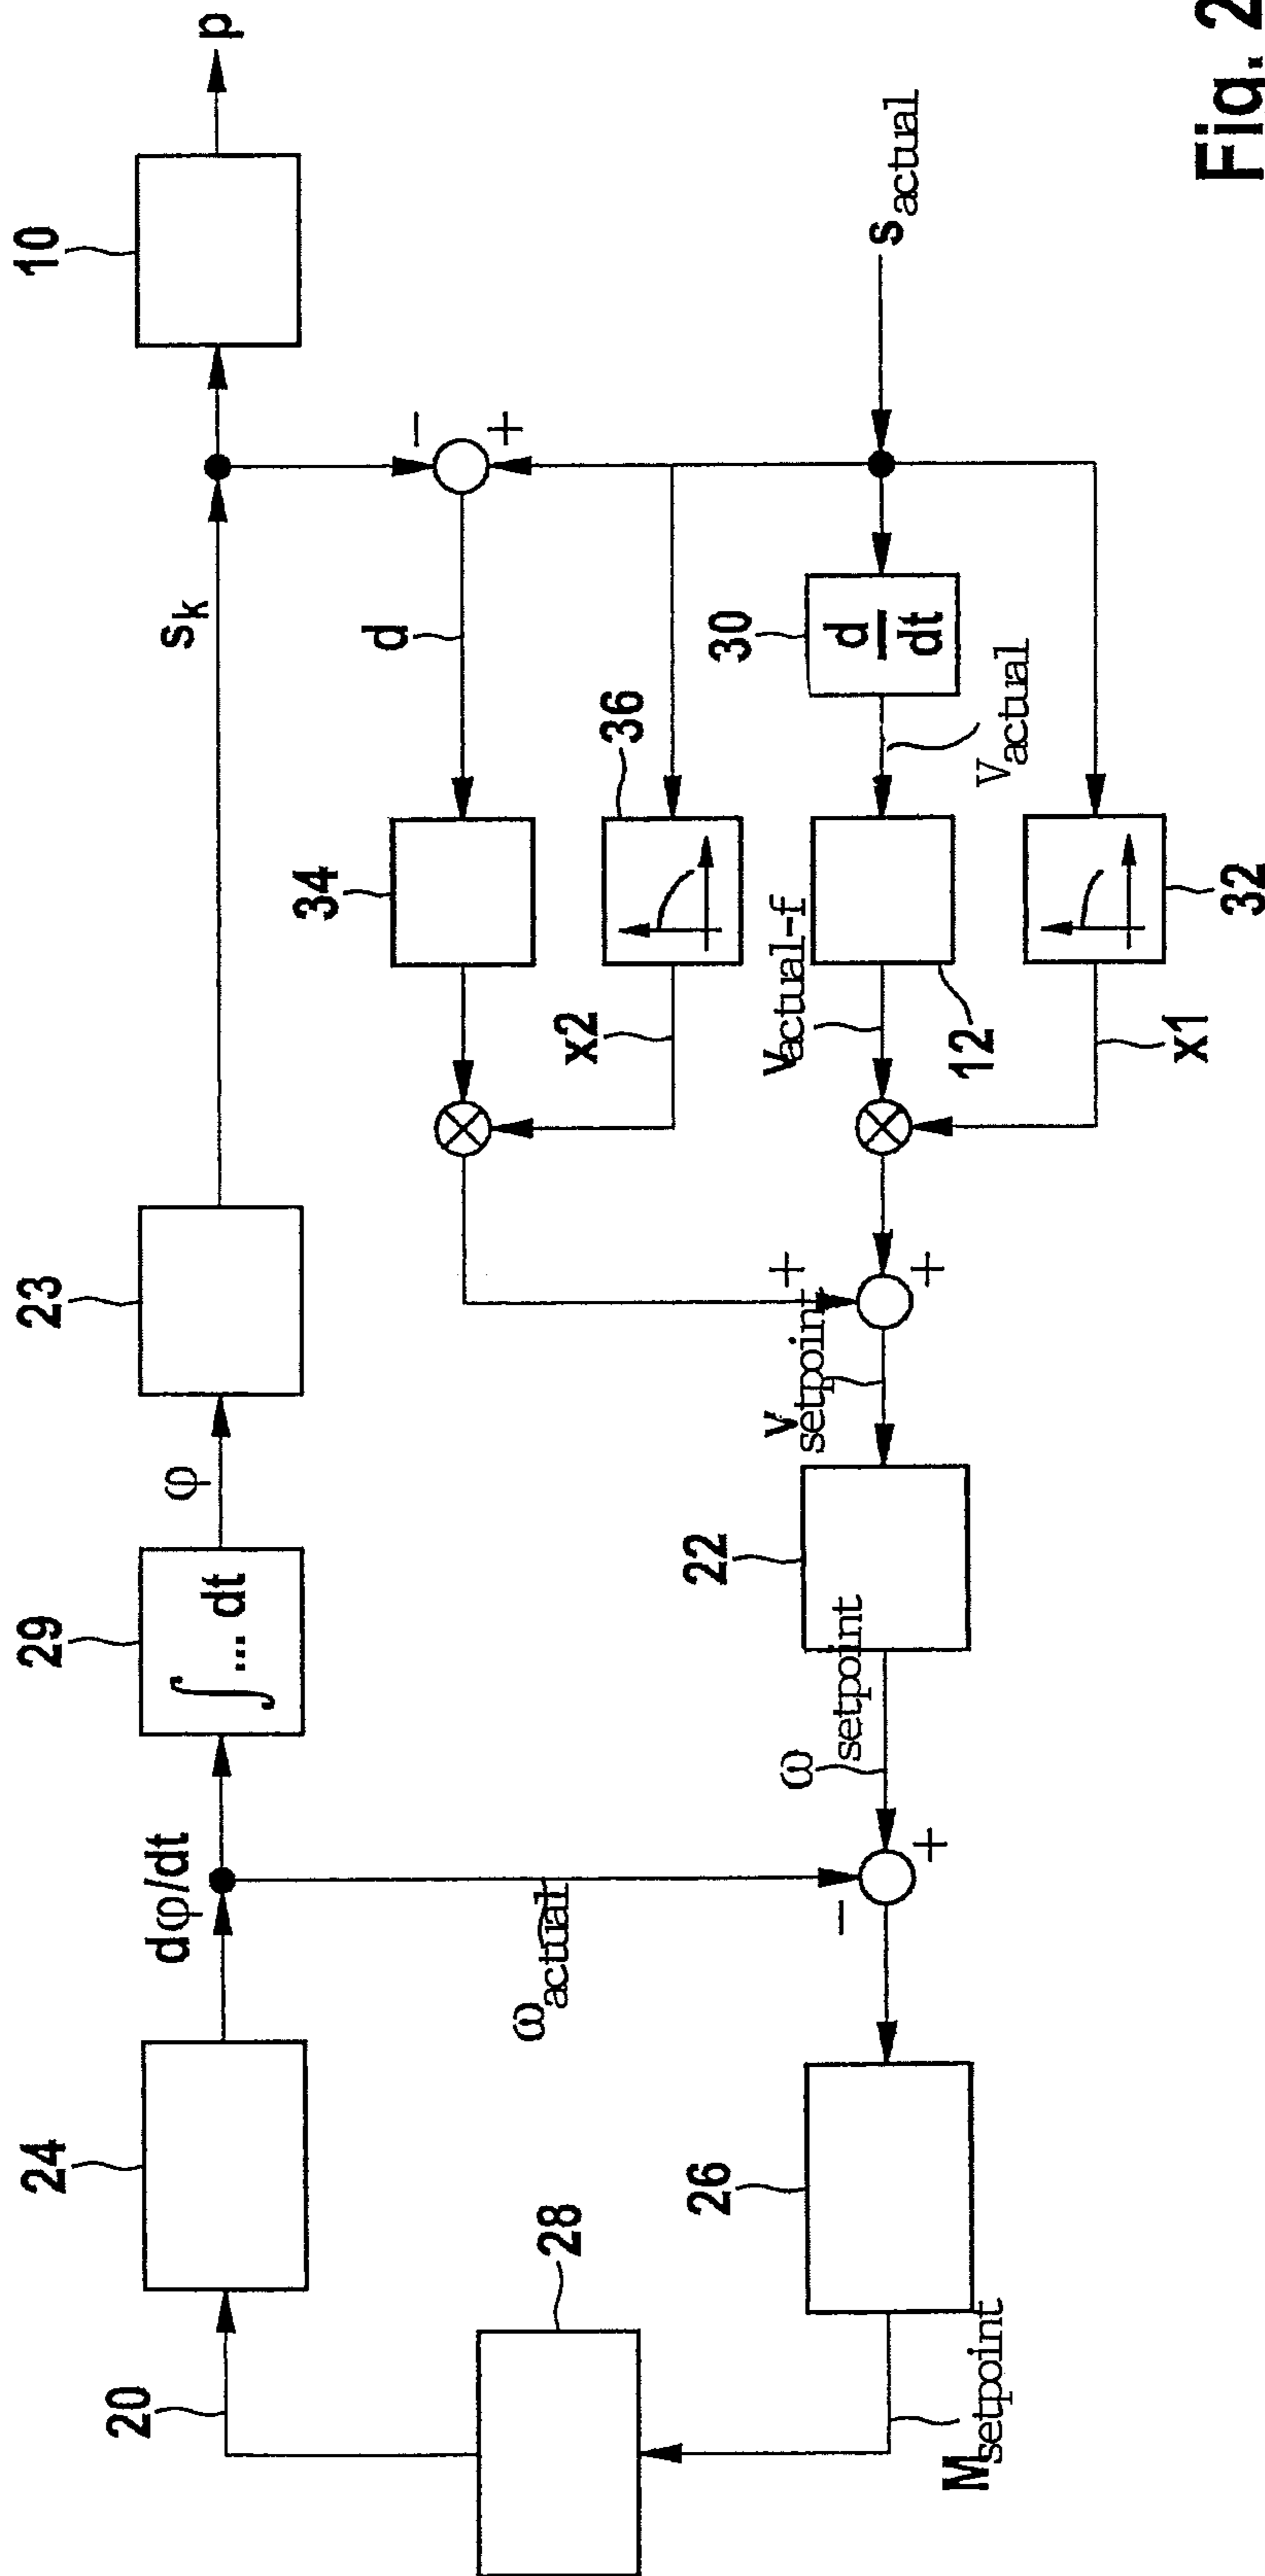 24
dφ/dt
29
∫ ... dt
φ
23
s_k
10
p
20
28
ω_actual
34
d
−
+
36
x2
26
M_setpoint
−
+
ω_setpoint
22
v_setpoint
+
+
v_actual-f
12
30
d/dt
v_actual
s_actual
x1
32
Fig. 2